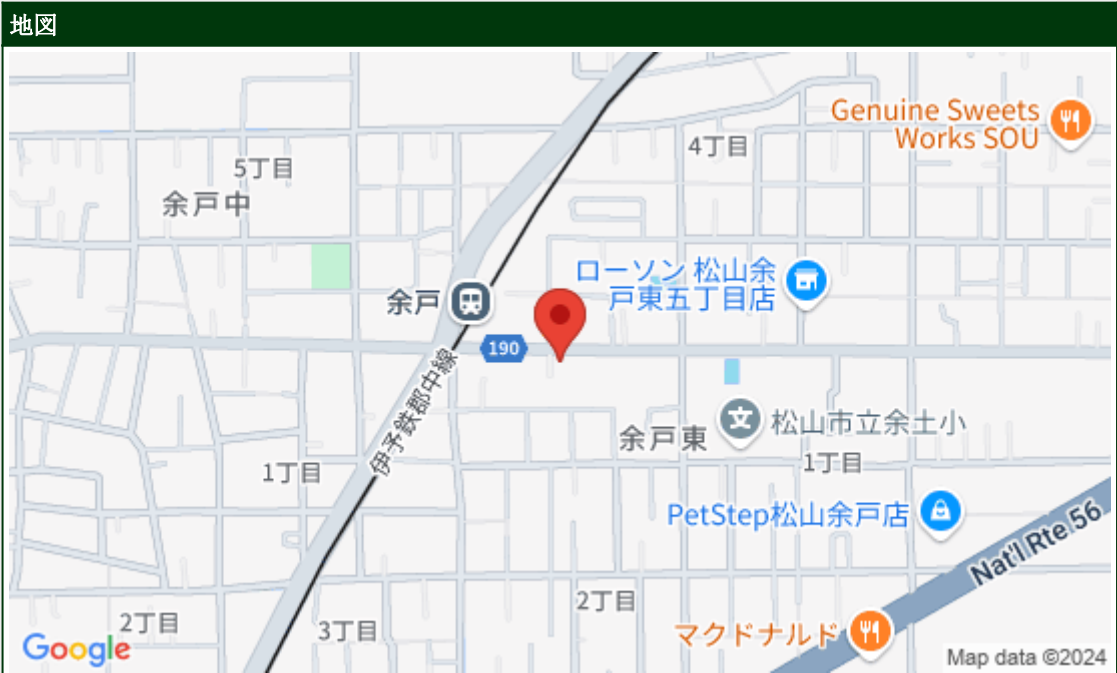 地図
Genuine Sweets
Works SOU
4丁目
5丁目
余戸中
ローソン 松山余
戸東五丁目店
余戸
190
伊予鉄郡中線
余戸東
松山市立余土小
1丁目
1丁目
PetStep松山余戸店
Nat'l Rte 56
2丁目
2丁目
3丁目
マクドナルド
Google
Map data ©2024